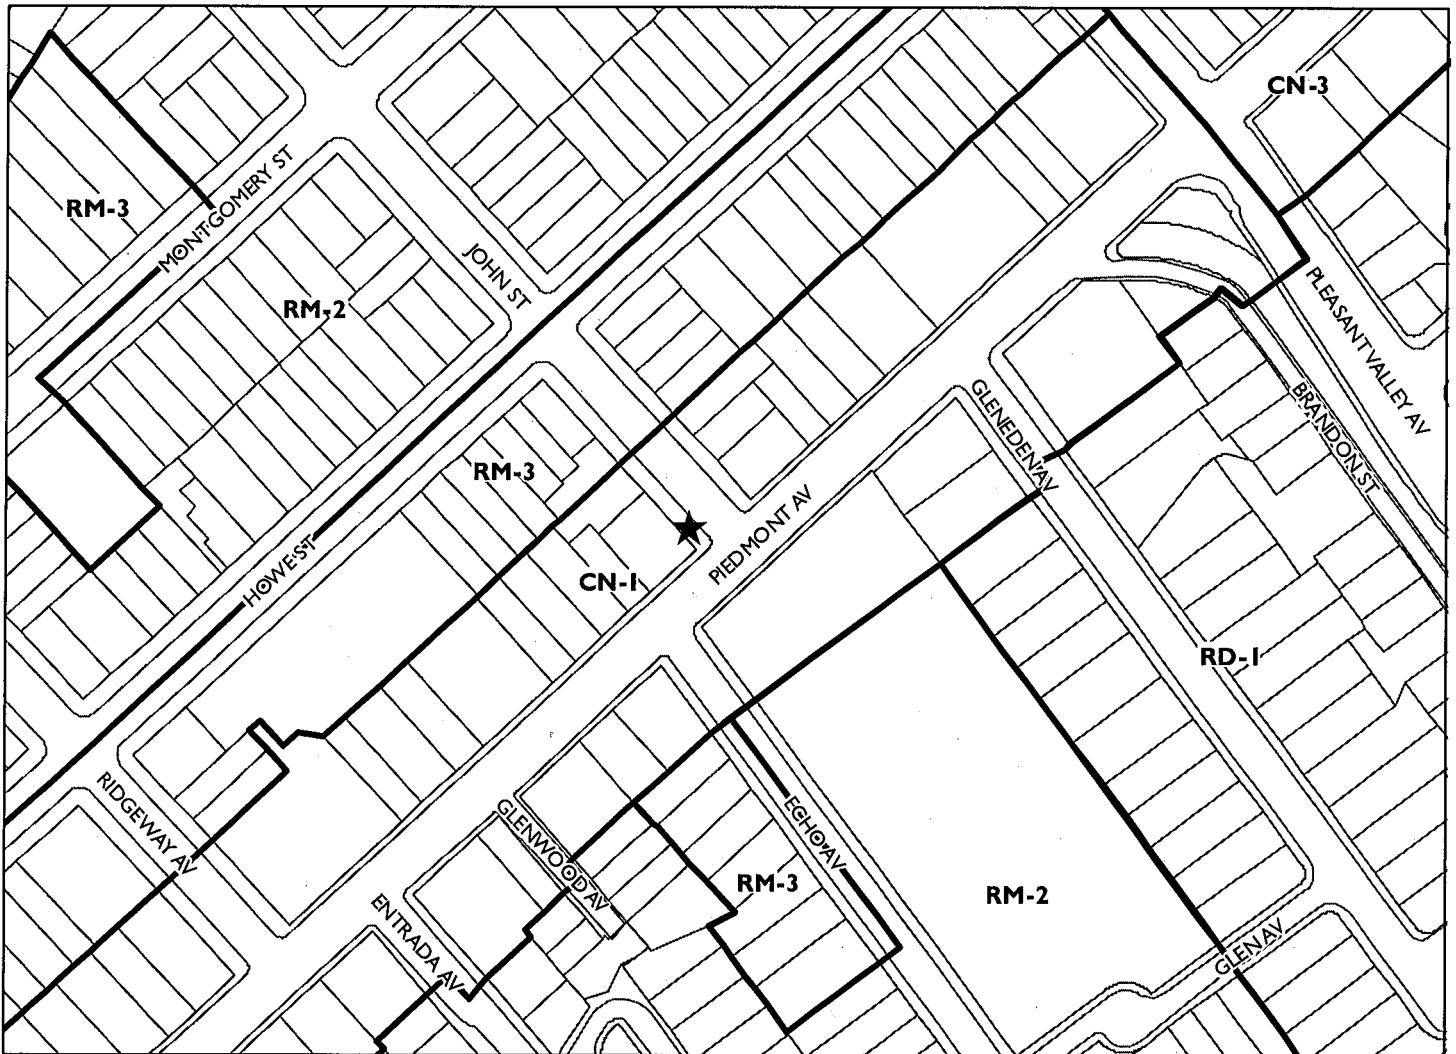 CN-3
MONTGOMERY ST
RM-3
JOHN ST
RM-2
PLEASANT VALLEY AV
GLENEDEN AV
BRANDON ST
RM-3
PIEDMONT AV
HOWE ST
CN-1
RD-1
RIDGEWAY AV
GLENWOOD AV
ECHO AV
RM-3
RM-2
ENTRADA AV
GLEN AV